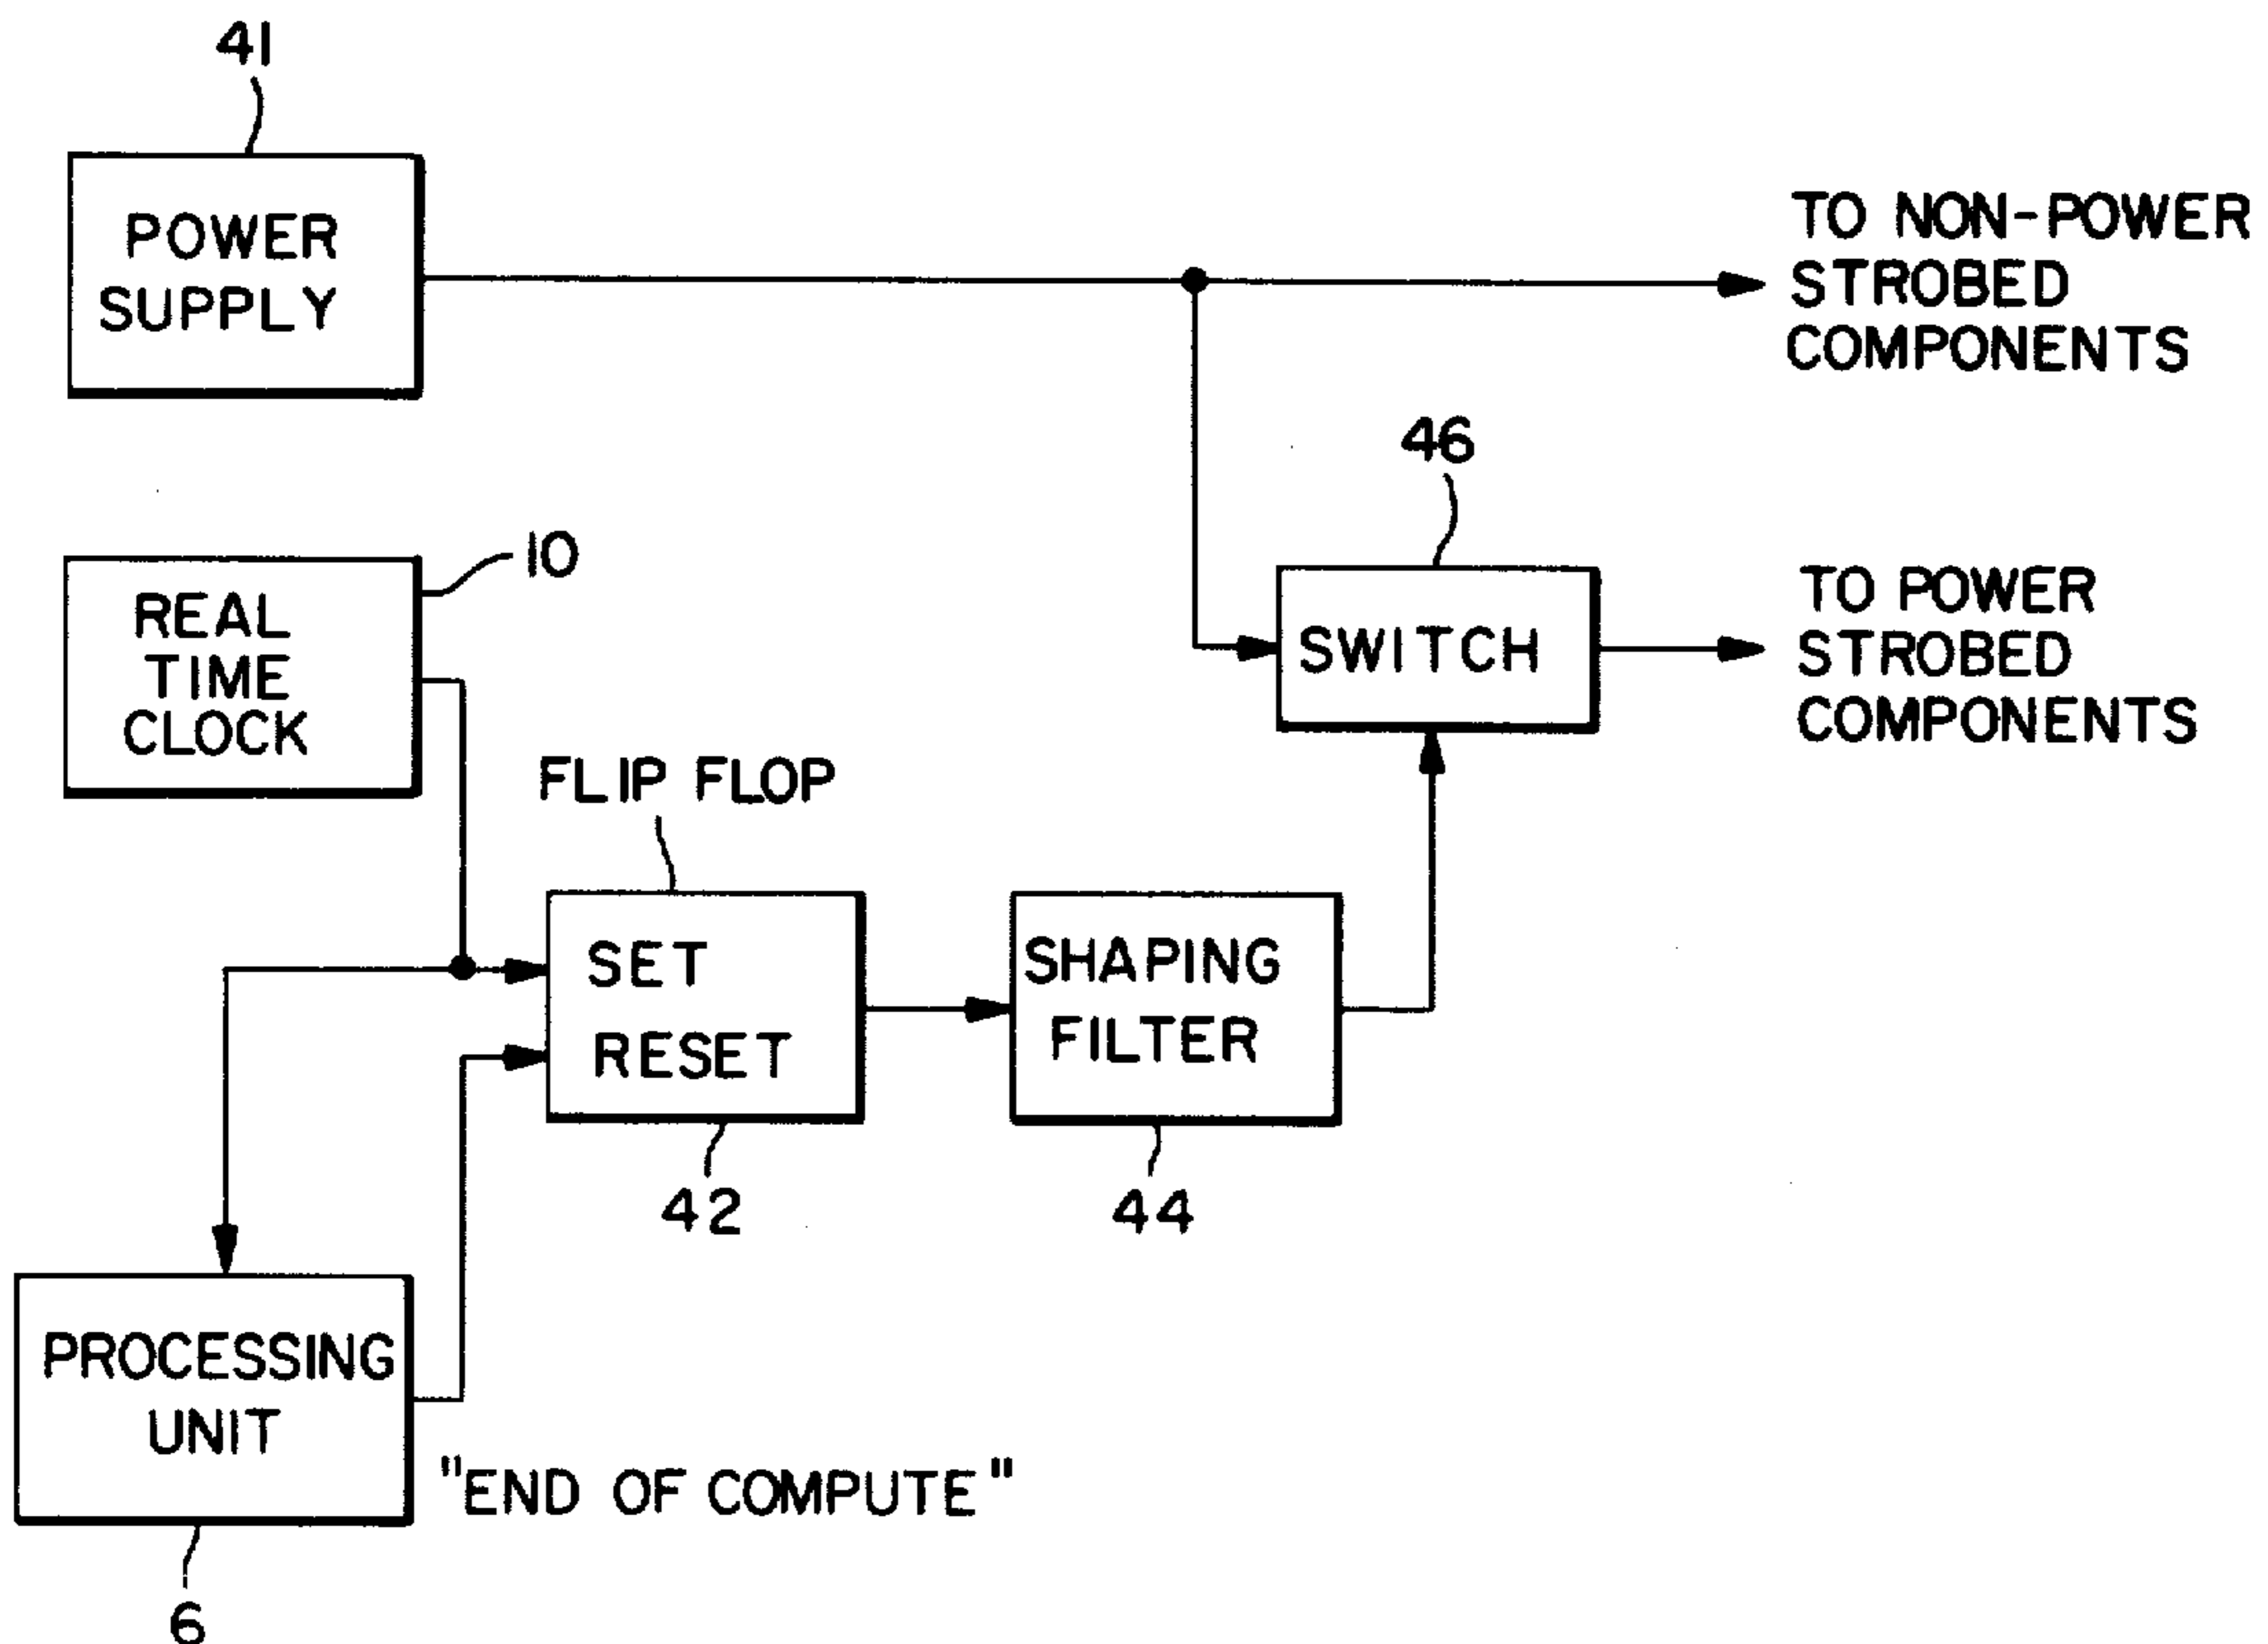 41
POWER
SUPPLY
TO NON-POWER
STROBED
COMPONENTS
46
10
REAL
TIME
CLOCK
SWITCH
TO POWER
STROBED
COMPONENTS
FLIP FLOP
SET
RESET
SHAPING
FILTER
42
44
PROCESSING
UNIT
"END OF COMPUTE"
6